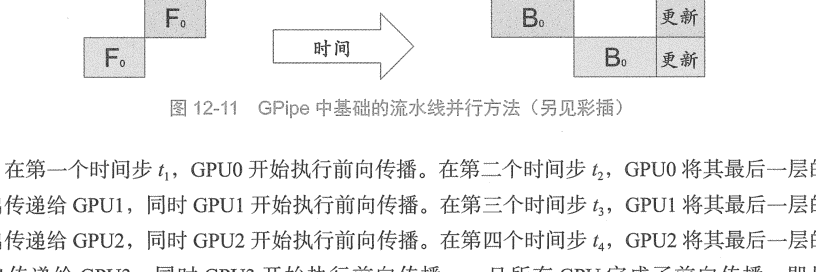 F₀
B₀ 更新
F₀ 时间 B₀ 更新
图 12-11 GPipe 中基础的流水线并行方法（另见彩插）
在第一个时间步 t₁，GPU0 开始执行前向传播。在第二个时间步 t₂，GPU0 将其最后一层的
传递给 GPU1，同时 GPU1 开始执行前向传播。在第三个时间步 t₃，GPU1 将其最后一层的
传递给 GPU2，同时 GPU2 开始执行前向传播。在第四个时间步 t₄，GPU2 将其最后一层的